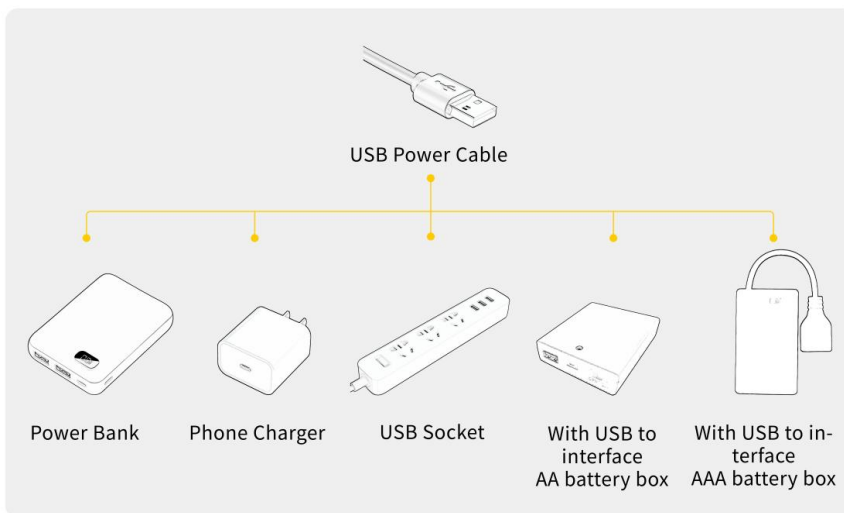 USB Power Cable
Power Bank
Phone Charger
USB Socket
With USB to
interface
AA battery box
With USB to in-
terface
AAA battery box